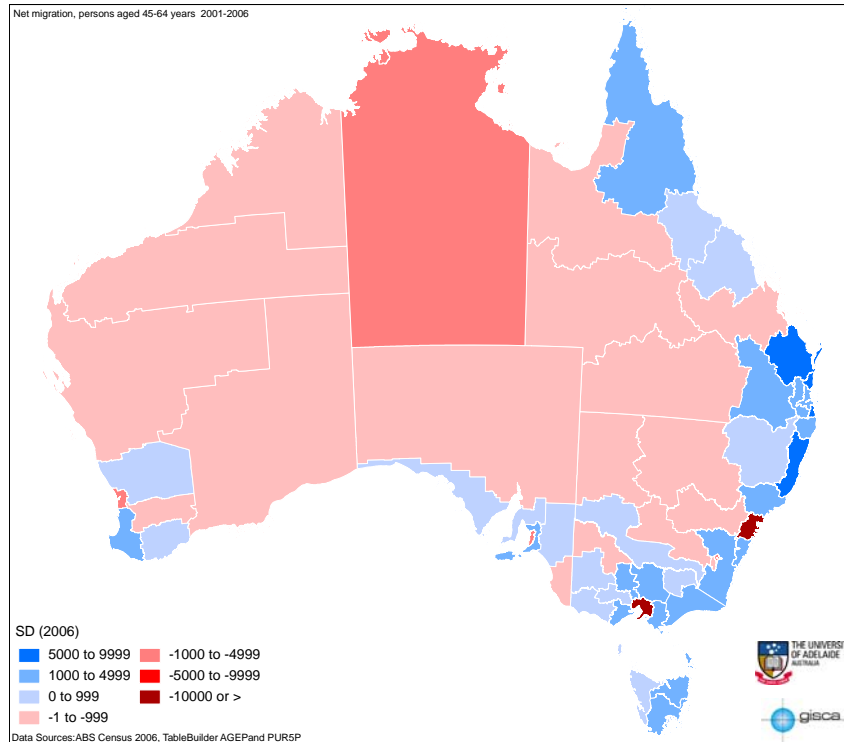 Net migration, persons aged 45-64 years 2001-2006
SD (2006)
5000 to 9999
1000 to 4999
0 to 999
-1 to -999
-1000 to -4999
-5000 to -9999
-10000 or >
THE UNIVERSI
OF ADELAIDE
AUSTRALIA
gisca
Data Sources:ABS Census 2006, TableBuilder AGEPand PUR5P